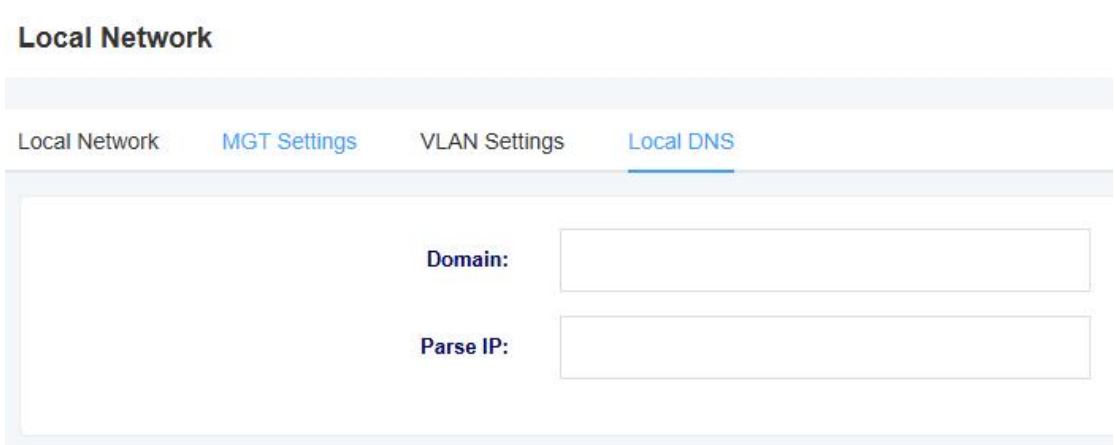 Local Network
Local Network MGT Settings VLAN Settings Local DNS
Domain:
Parse IP: